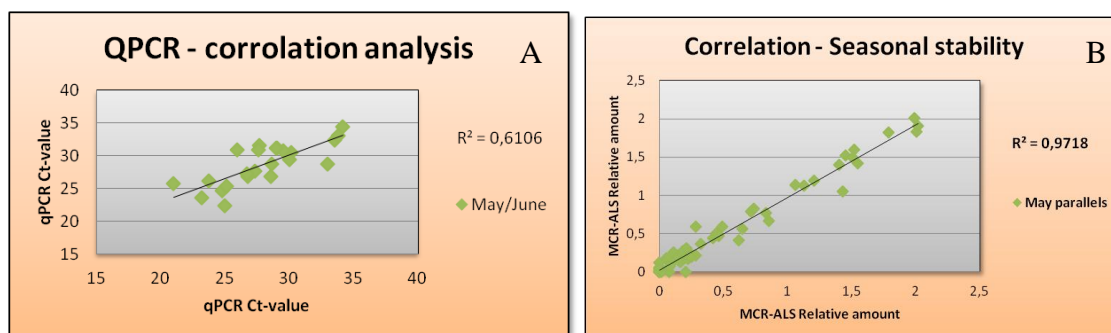 QPCR - corrolation analysis
A
40
35
30
25
20
15
qPCR Ct-value
15 20 25 30 35 40
qPCR Ct-value
R² = 0,6106
May/June
Correlation - Seasonal stability
B
2,5
2
1,5
1
0,5
0
MCR-ALS Relative amount
0 0,5 1 1,5 2 2,5
MCR-ALS Relative amount
R² = 0,9718
May parallels